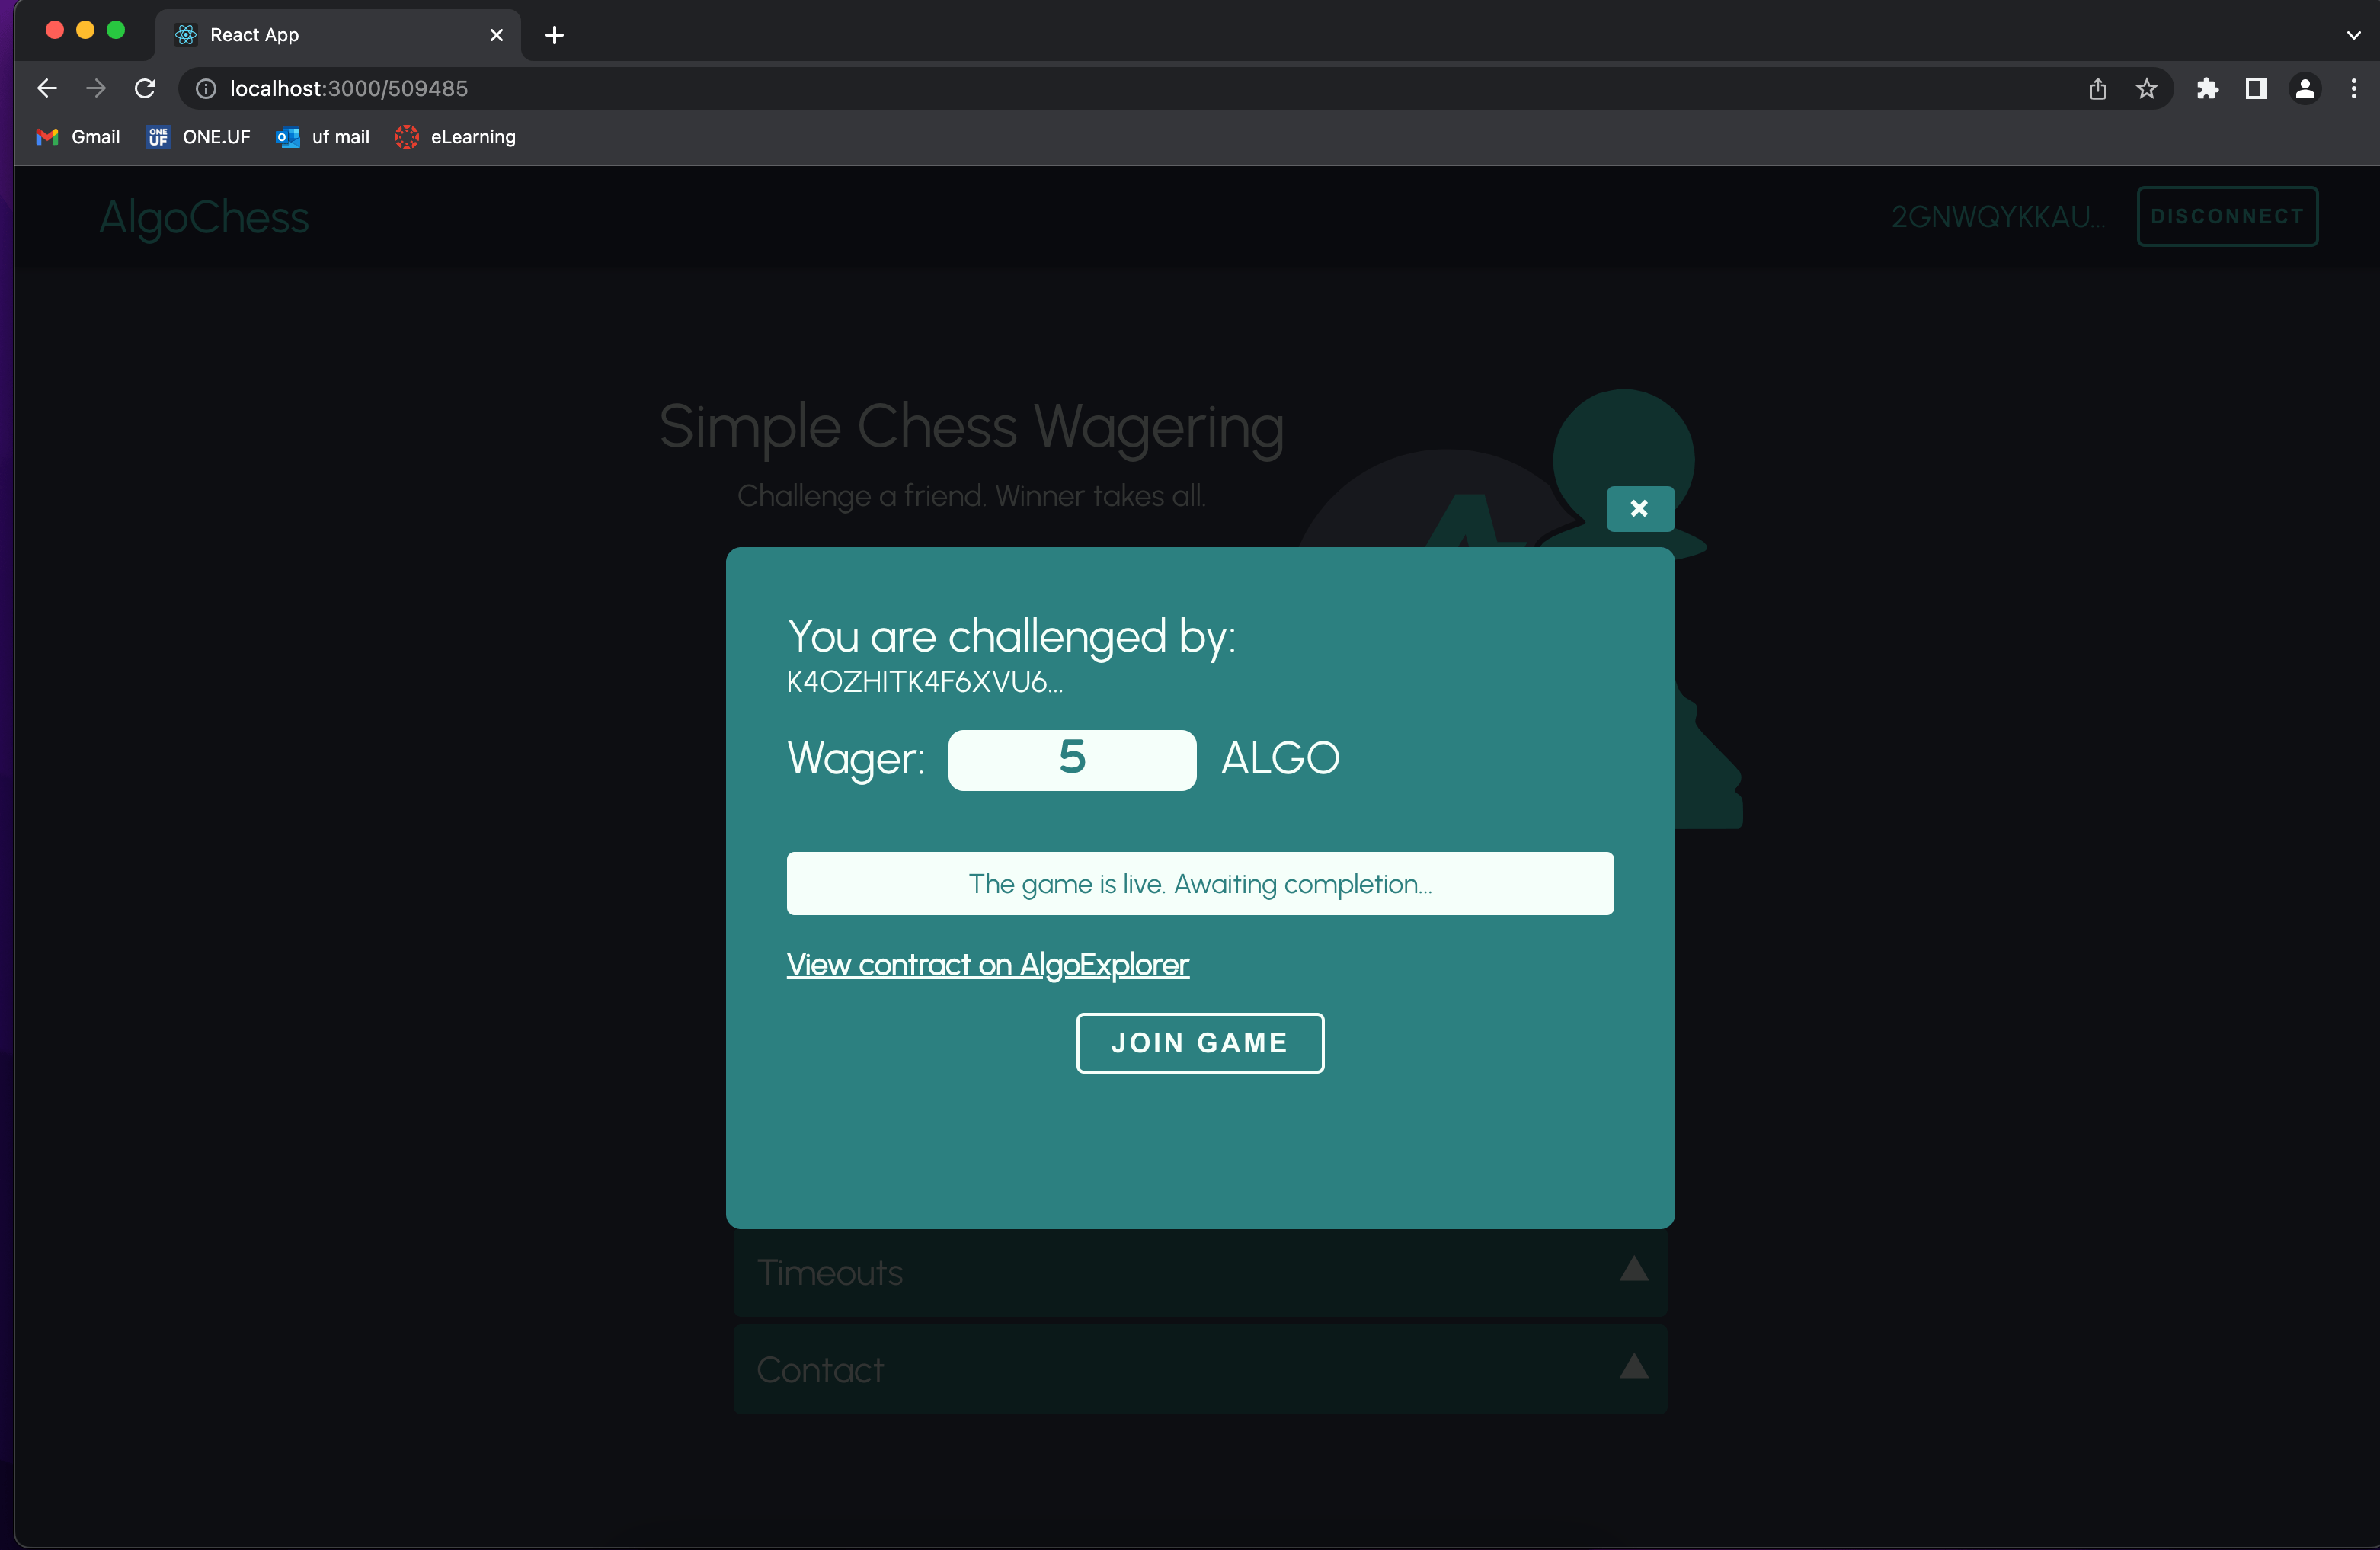 React App
localhost:3000/509485
Gmail
ONE UF
ONE.UF
uf mail
eLearning
AlgoChess
2GNWQYKKAU...
DISCONNECT
Simple Chess Wagering
Challenge a friend. Winner takes all.
You are challenged by:
K4OZHITK4F6XVU6...
Wager: 5 ALGO
The game is live. Awaiting completion...
View contract on AlgoExplorer
JOIN GAME
Timeouts
Contact